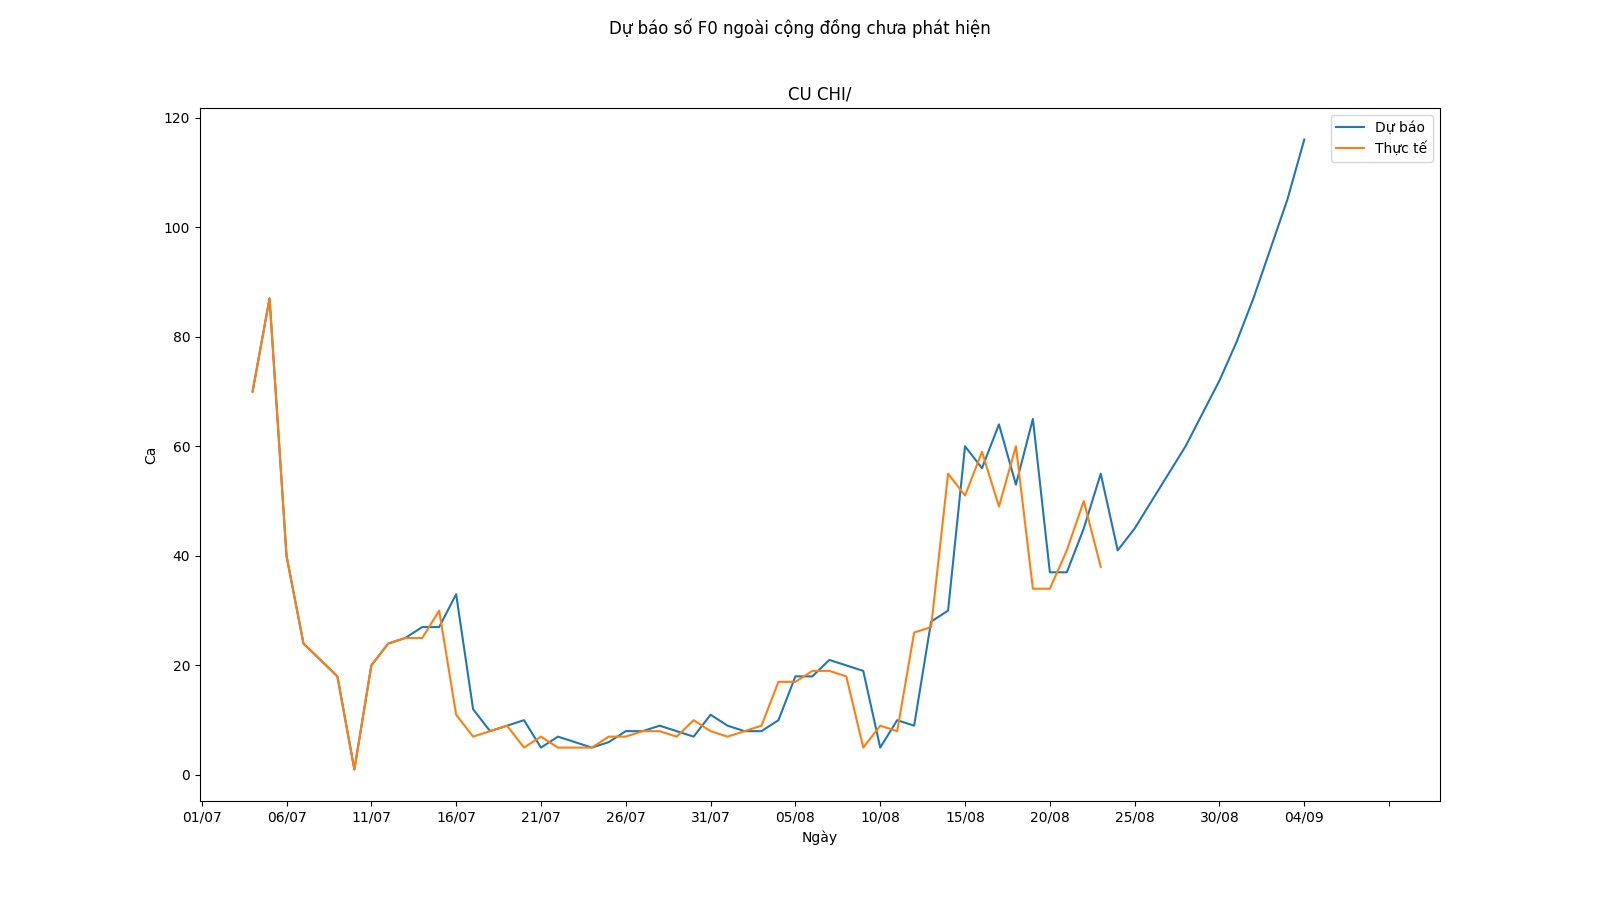 Dự báo số F0 ngoài cộng đồng chưa phát hiện
CU CHI/
120
100
80
60
40
20
0
Ca
Dự báo
Thực tế
01/07 06/07 11/07 16/07 21/07 26/07 31/07 05/08 10/08 15/08 20/08 25/08 30/08 04/09
Ngày